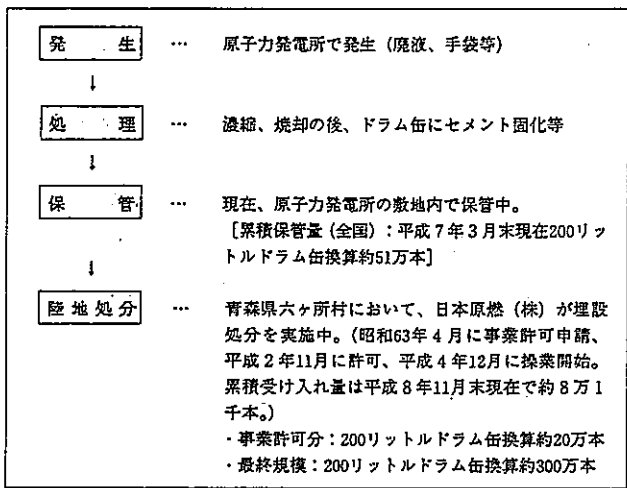 発生 … 原子力発電所で発生（廃液、手袋等）
↓
処理 … 濃縮、焼却の後、ドラム缶にセメント固化等
↓
保管 … 現在、原子力発電所の敷地内で保管中。
［累積保管量（全国）：平成７年３月末現在200リッ
トルドラム缶換算約51万本］
↓
陸地処分 … 青森県六ヶ所村において、日本原燃（株）が埋設
処分を実施中。（昭和63年４月に事業許可申請、
平成２年11月に許可、平成４年12月に操業開始。
累積受け入れ量は平成８年11月末現在で約８万１
千本。）
・事業許可分：200リットルドラム缶換算約20万本
・最終規模：200リットルドラム缶換算約300万本